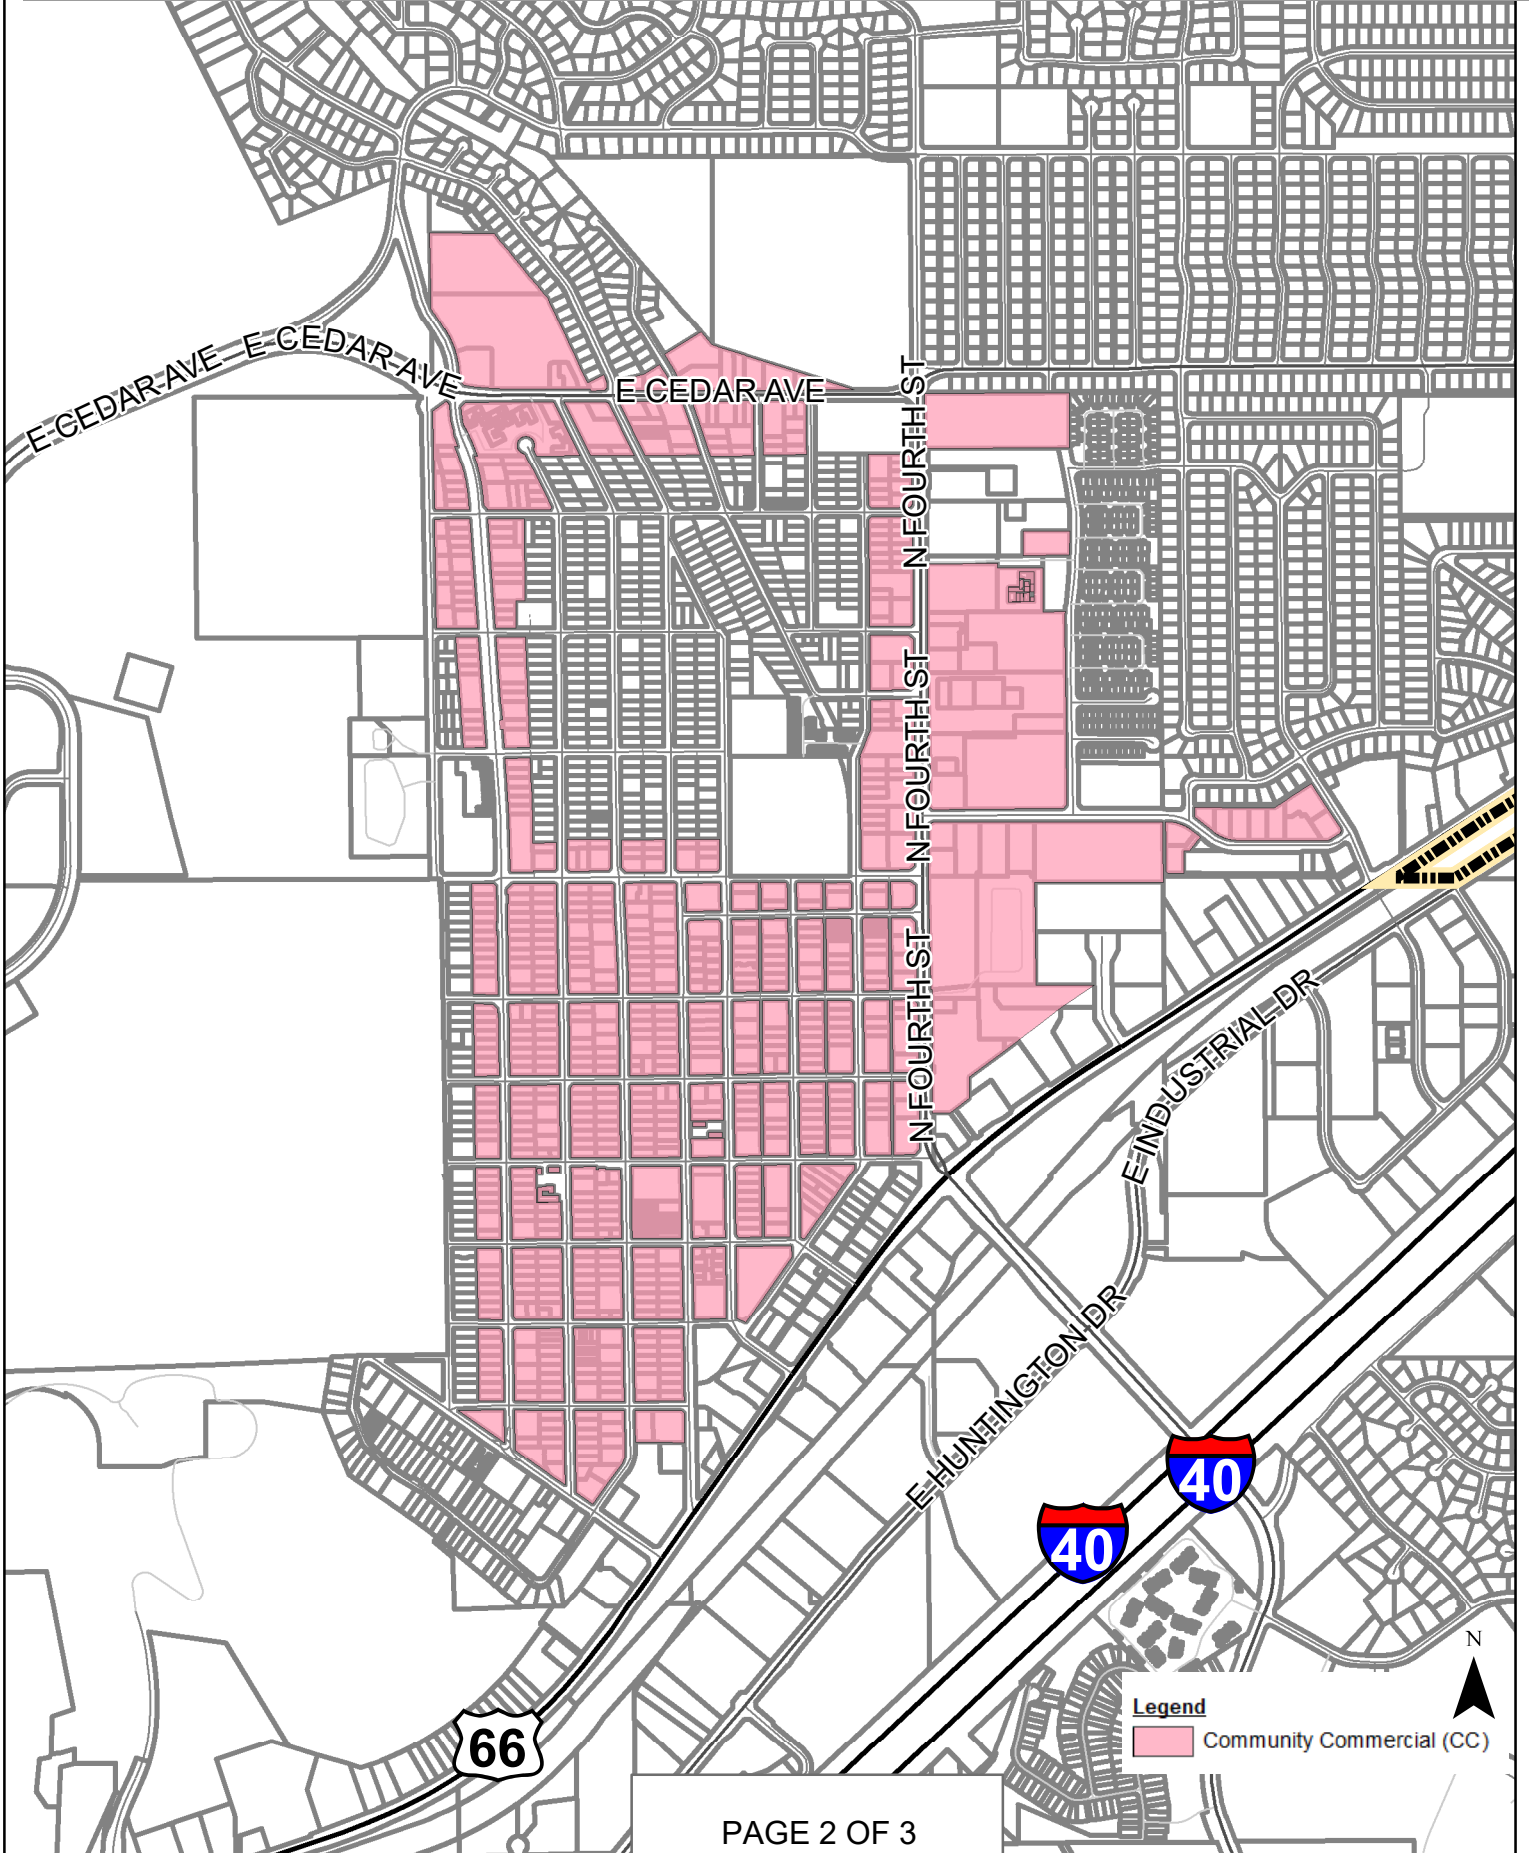 E CEDAR AVE
E CEDAR AVE
E CEDAR AVE
N FOURTH ST
N FOURTH ST
N FOURTH ST
E INDUSTRIAL DR
E HUNTINGTON DR
40
40
N
Legend
Community Commercial (CC)
66
PAGE 2 OF 3